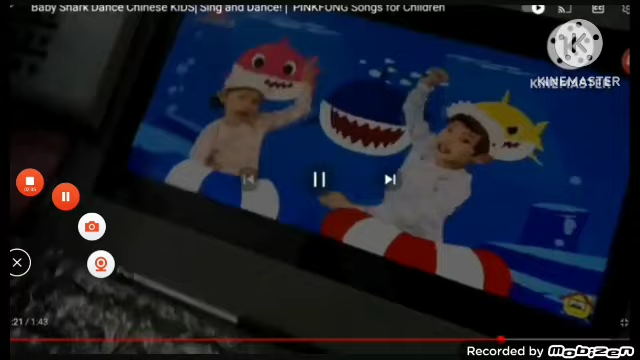 Baby Shark Dance Chinese KIDS| Sing and Dance! | PINKFONG Songs for Children
KINEMASTER
KINEMASTER
:21 / 1:43
Recorded by Mobizen